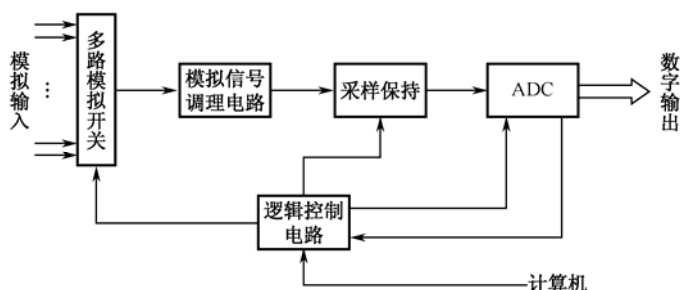 模拟输入
...
多路模拟开关
模拟信号
调理电路
采样保持
ADC
数字输出
逻辑控制
电路
计算机